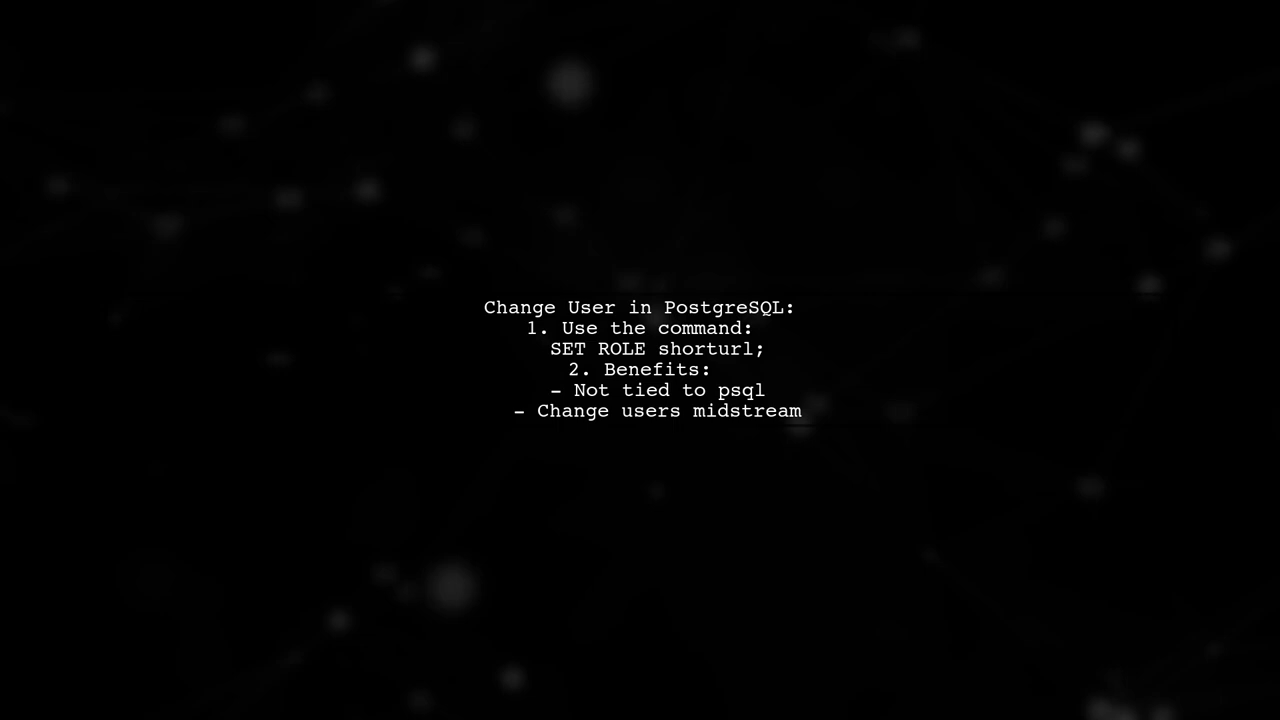 Change User in PostgreSQL:
1. Use the command:
SET ROLE shorturl;
2. Benefits:
- Not tied to psql
- Change users midstream